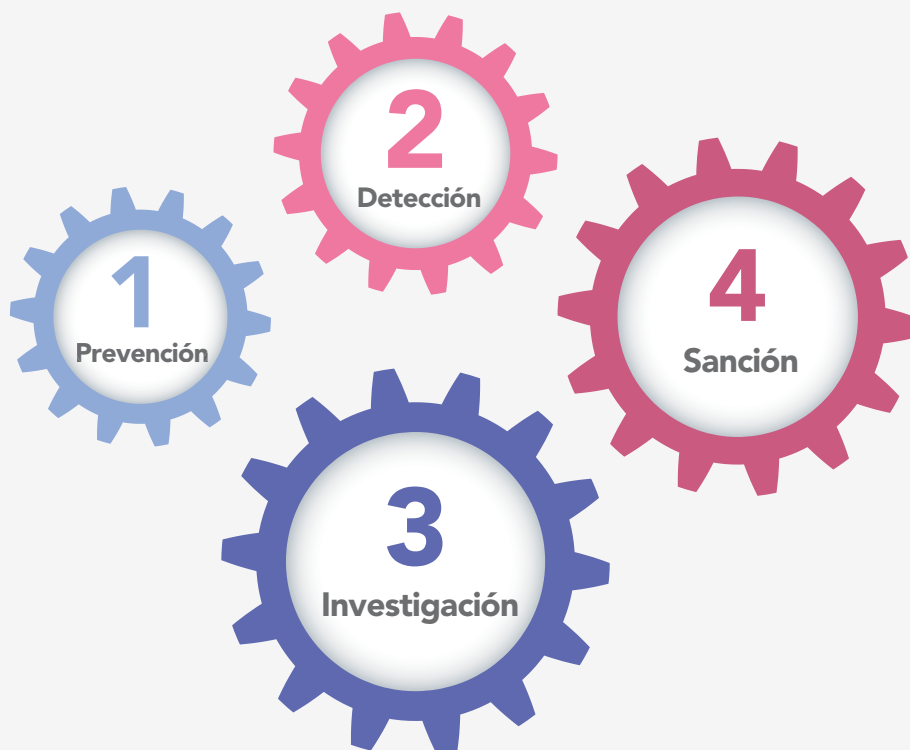 1
Prevención
2
Detección
3
Investigación
4
Sanción